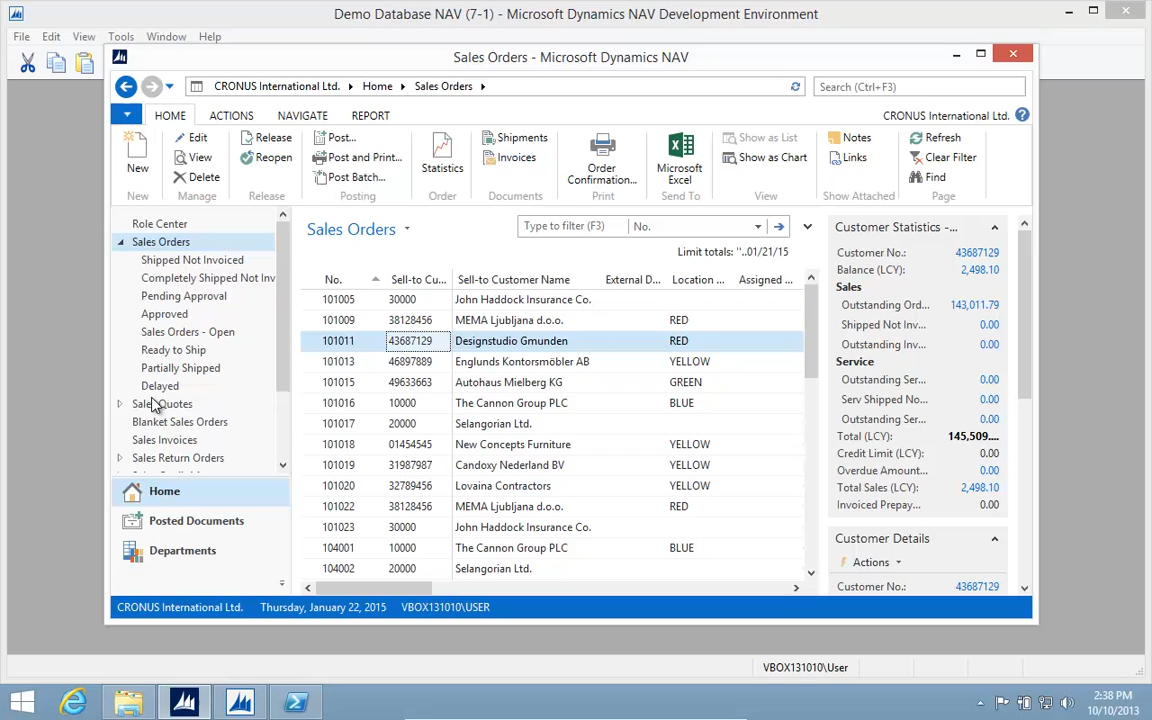 Demo Database NAV (7-1) - Microsoft Dynamics NAV Development Environment
File Edit View Tools Window Help
Sales Orders - Microsoft Dynamics NAV
CRONUS International Ltd. Home Sales Orders
Search (Ctrl+F3)
HOME ACTIONS NAVIGATE REPORT CRONUS International Ltd.
New
Edit
View
Delete
Release
Reopen
Post...
Post and Print...
Post Batch...
Statistics
Shipments
Invoices
Order
Confirmation...
Microsoft
Excel
Show as List
Show as Chart
Notes
Links
Refresh
Clear Filter
Find
New Manage Release Posting Order Documents Print Send To View Show Attached Page
Role Center
Sales Orders
Shipped Not Invoiced
Completely Shipped Not Inv
Pending Approval
Approved
Sales Orders - Open
Ready to Ship
Partially Shipped
Delayed
Sales Quotes
Blanket Sales Orders
Sales Invoices
Sales Return Orders
Home
Posted Documents
Departments
Sales Orders
Type to filter (F3) No.
Limit totals: ''..01/21/15
No. Sell-to Cu... Sell-to Customer Name External D... Location ... Assigned ...
101005 30000 John Haddock Insurance Co.
101009 38128456 MEMA Ljubljana d.o.o. RED
101011 43687129 Designstudio Gmunden RED
101013 46897889 Englunds Kontorsmöbler AB YELLOW
101015 49633663 Autohaus Mielberg KG GREEN
101016 10000 The Cannon Group PLC BLUE
101017 20000 Selangorian Ltd.
101018 01454545 New Concepts Furniture YELLOW
101019 31987987 Candoxy Nederland BV YELLOW
101020 32789456 Lovaina Contractors YELLOW
101022 38128456 MEMA Ljubljana d.o.o. RED
101023 30000 John Haddock Insurance Co.
104001 10000 The Cannon Group PLC BLUE
104002 20000 Selangorian Ltd.
Customer Statistics -...
Customer No.: 43687129
Balance (LCY): 2,498.10
Sales
Outstanding Ord... 143,011.79
Shipped Not Inv... 0.00
Outstanding Inv... 0.00
Service
Outstanding Ser... 0.00
Serv Shipped No... 0.00
Outstanding Ser... 0.00
Total (LCY): 145,509....
Credit Limit (LCY): 0.00
Overdue Amount... 0.00
Total Sales (LCY): 2,498.10
Invoiced Prepay... 0.00
Customer Details
Actions
Customer No.: 43687129
CRONUS International Ltd. Thursday, January 22, 2015 VBOX131010\USER
VBOX131010\User
2:38 PM
10/10/2013